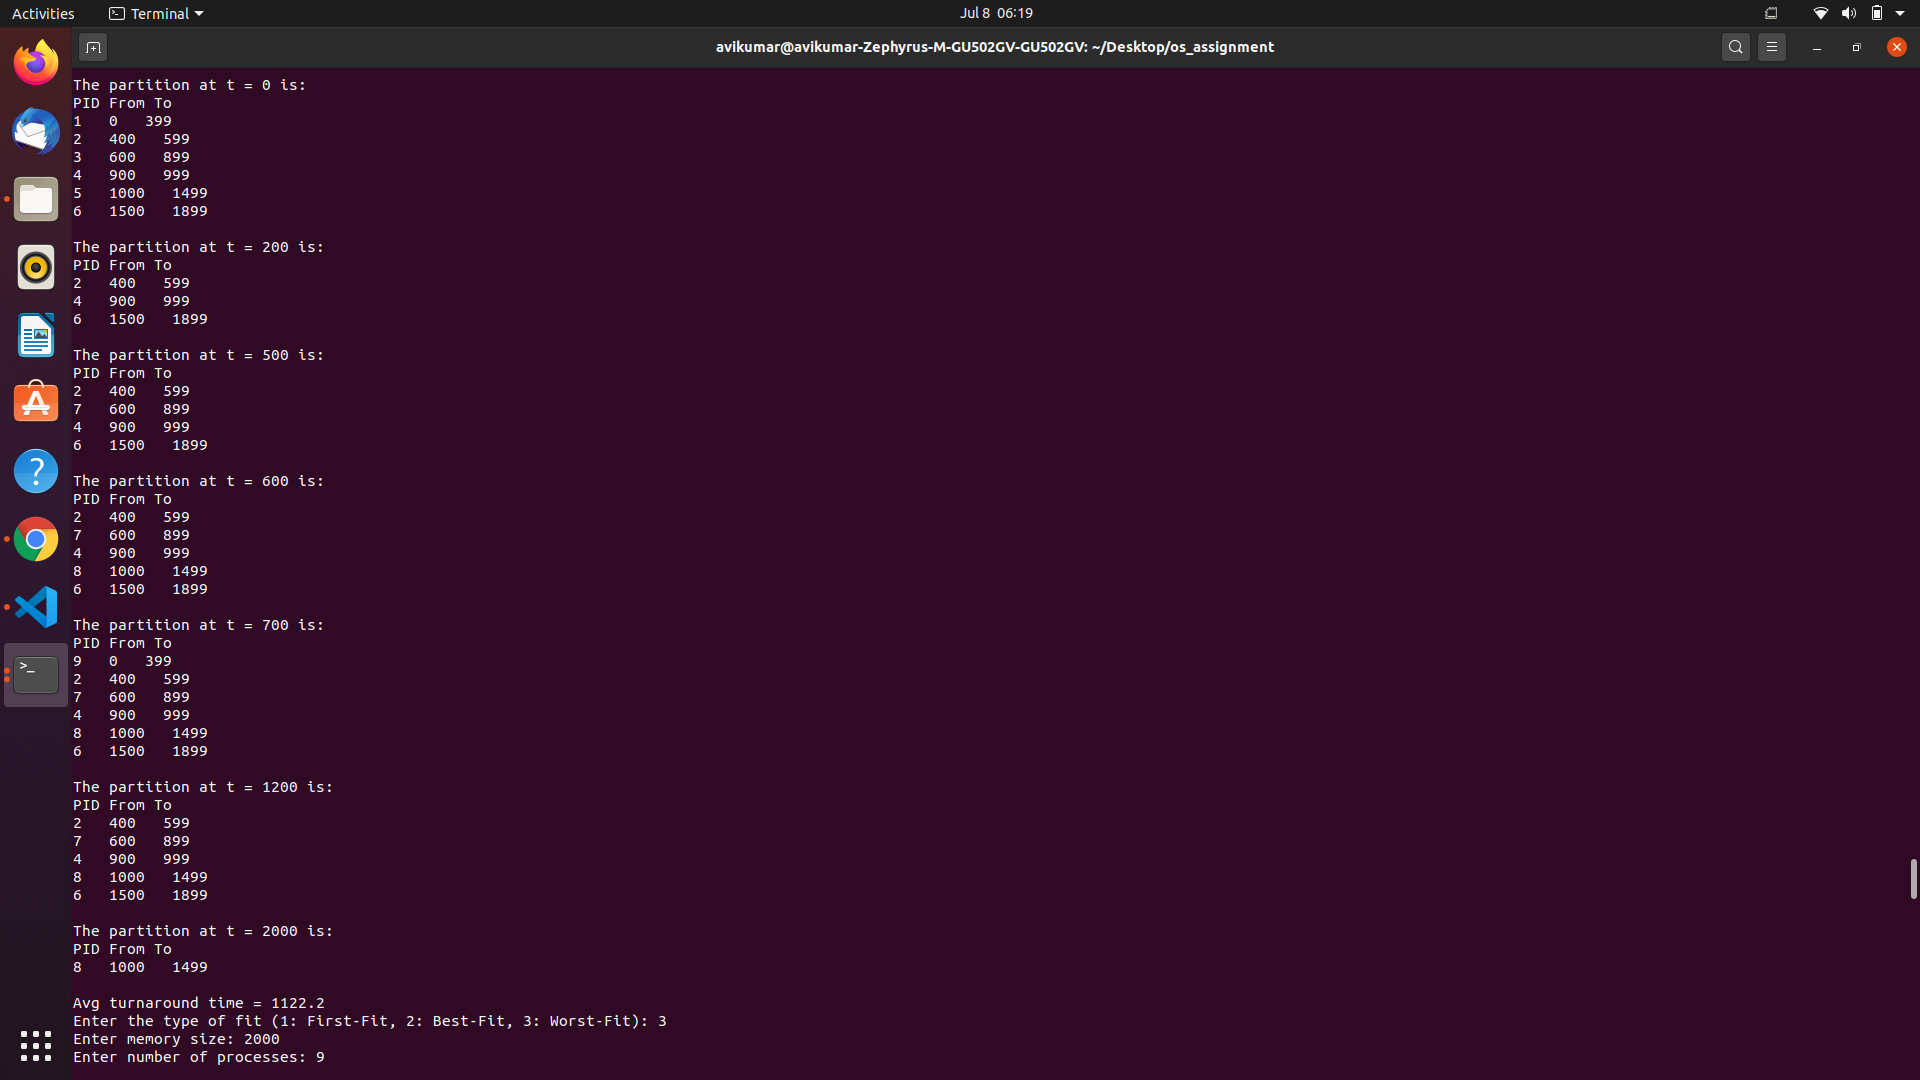 Activities
Terminal
Jul 8 06:19
avikumar@avikumar-Zephyrus-M-GU502GV-GU502GV: ~/Desktop/os_assignment
The partition at t = 0 is:
PID From To
1 0 399
2 400 599
3 600 899
4 900 999
5 1000 1499
6 1500 1899
The partition at t = 200 is:
PID From To
2 400 599
4 900 999
6 1500 1899
The partition at t = 500 is:
PID From To
2 400 599
7 600 899
4 900 999
6 1500 1899
The partition at t = 600 is:
PID From To
2 400 599
7 600 899
4 900 999
8 1000 1499
6 1500 1899
The partition at t = 700 is:
PID From To
9 0 399
2 400 599
7 600 899
4 900 999
8 1000 1499
6 1500 1899
The partition at t = 1200 is:
PID From To
2 400 599
7 600 899
4 900 999
8 1000 1499
6 1500 1899
The partition at t = 2000 is:
PID From To
8 1000 1499
Avg turnaround time = 1122.2
Enter the type of fit (1: First-Fit, 2: Best-Fit, 3: Worst-Fit): 3
Enter memory size: 2000
Enter number of processes: 9